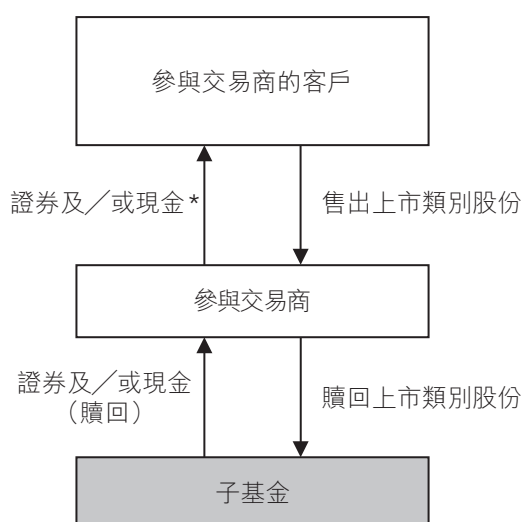 參與交易商的客戶
證券及／或現金*
售出上市類別股份
參與交易商
證券及／或現金
（贖回）
贖回上市類別股份
子基金